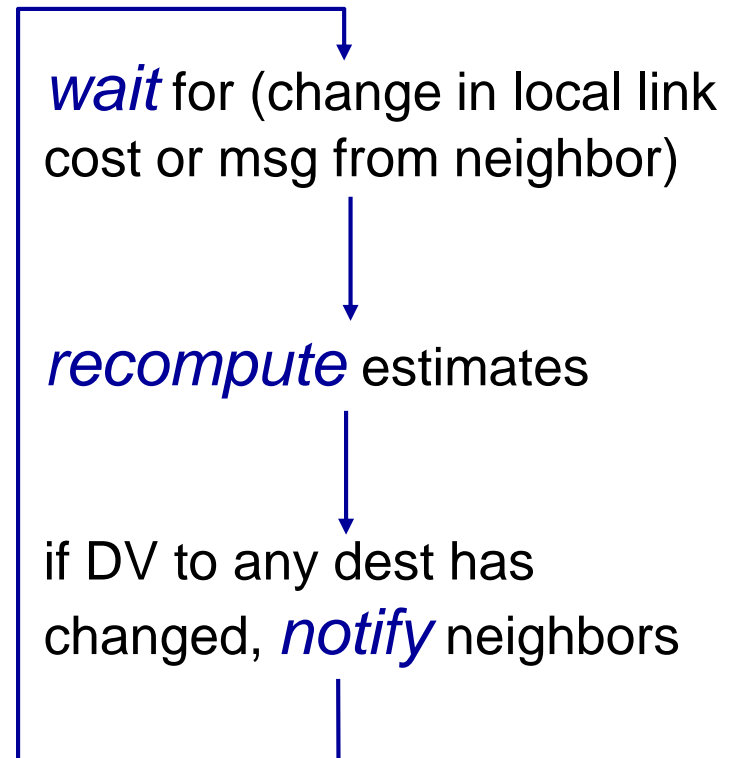 wait for (change in local link
cost or msg from neighbor)
recompute estimates
if DV to any dest has
changed, notify neighbors